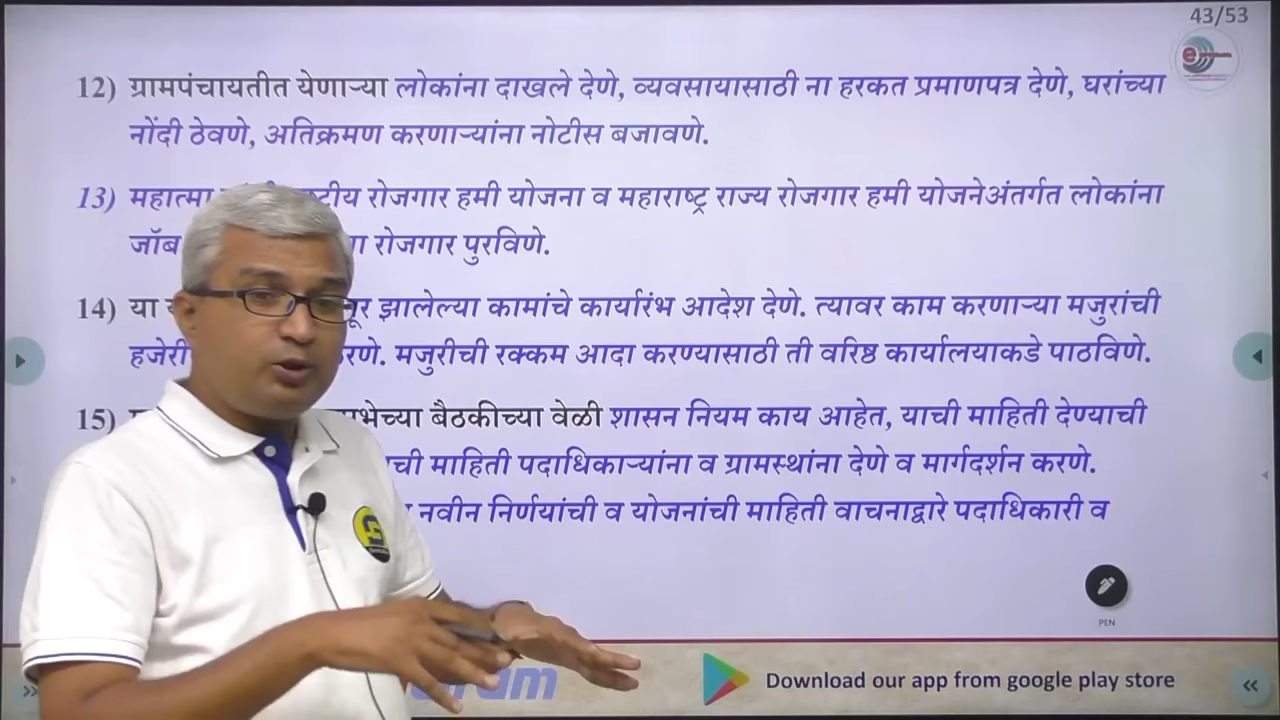 43/53
12) ग्रामपंचायतीत येणाऱ्या लोकांना दाखले देणे, व्यवसायासाठी ना हरकत प्रमाणपत्र देणे, घरांच्या
नोंदी ठेवणे, अतिक्रमण करणाऱ्यांना नोटीस बजावणे.
13) महात्मा रोजगार हमी योजना व महाराष्ट्र राज्य रोजगार हमी योजनेअंतर्गत लोकांना
जॉब रोजगार पुरविणे.
14) या झालेल्या कामांचे कार्यारंभ आदेश देणे. त्यावर काम करणाऱ्या मजुरांची
हजेरी मजुरीची रक्कम आदा करण्यासाठी ती वरिष्ठ कार्यालयाकडे पाठविणे.
15) बैठकीच्या वेळी शासन नियम काय आहेत, याची माहिती देण्याची
माहिती पदाधिकाऱ्यांना व ग्रामस्थांना देणे व मार्गदर्शन करणे.
नवीन निर्णयांची व योजनांची माहिती वाचनाद्वारे पदाधिकारी व
PEN
Download our app from google play store